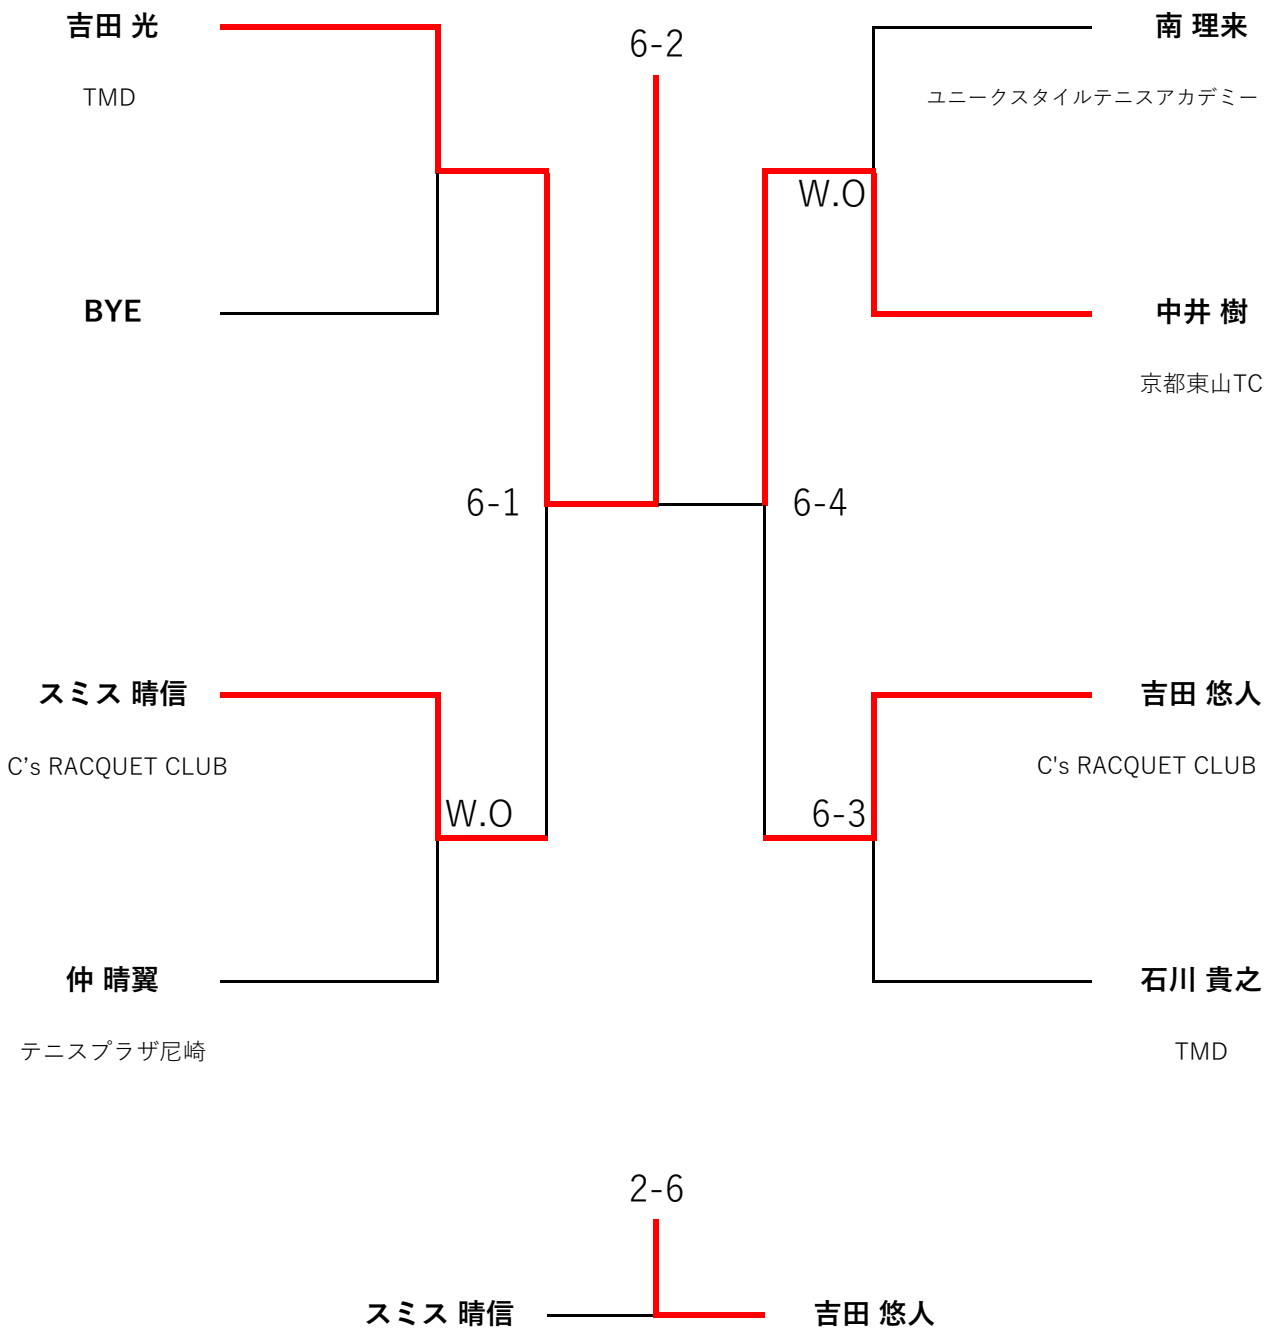 吉田 光
TMD
BYE
6-2
南 理来
ユニークスタイルテニスアカデミー
W.O
中井 樹
京都東山TC
6-1
6-4
スミス 晴信
C’s RACQUET CLUB
W.O
仲 晴翼
テニスプラザ尼崎
吉田 悠人
C's RACQUET CLUB
6-3
石川 貴之
TMD
2-6
スミス 晴信
吉田 悠人